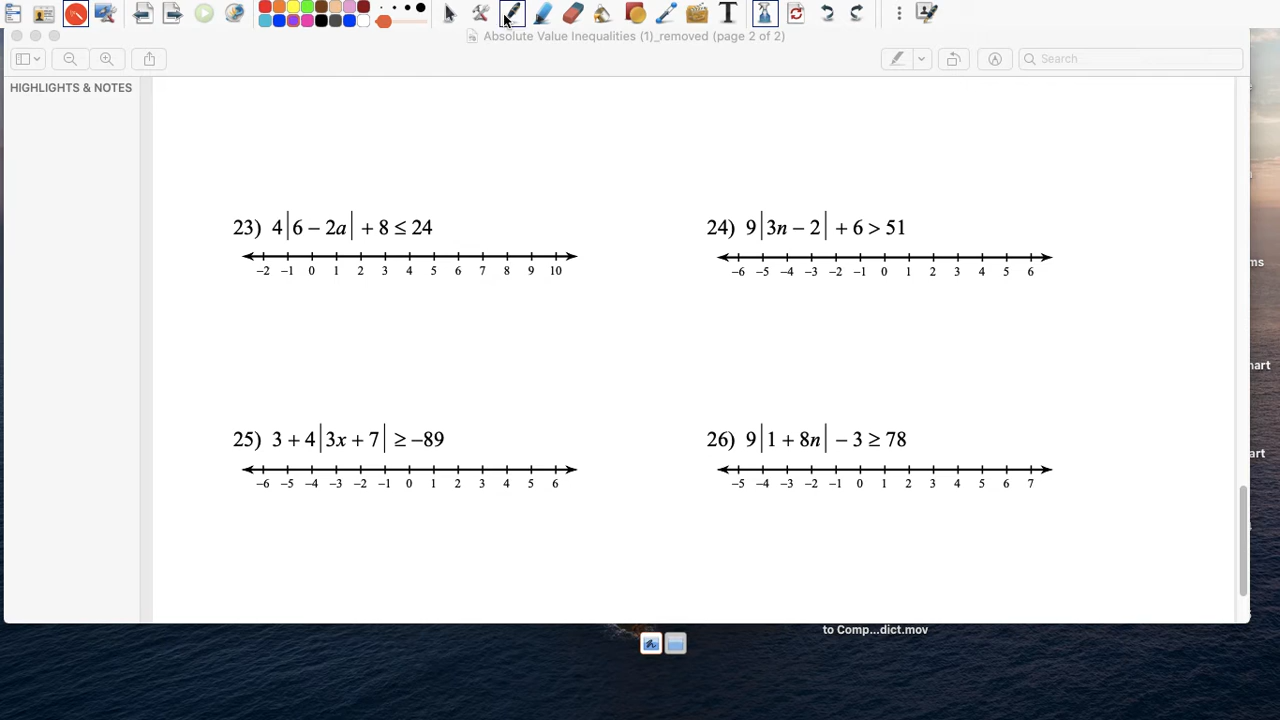 T
Absolute Value Inequalities (1)_removed (page 2 of 2)
Search
HIGHLIGHTS & NOTES
23) 4|6 – 2a| + 8 ≤ 24
–2 –1 0 1 2 3 4 5 6 7 8 9 10
24) 9|3n – 2| + 6 > 51
–6 –5 –4 –3 –2 –1 0 1 2 3 4 5 6
ms
hart
25) 3 + 4|3x + 7| ≥ –89
–6 –5 –4 –3 –2 –1 0 1 2 3 4 5 6
26) 9|1 + 8n| – 3 ≥ 78
–5 –4 –3 –2 –1 0 1 2 3 4 5 6 7
art
to Comp...dict.mov